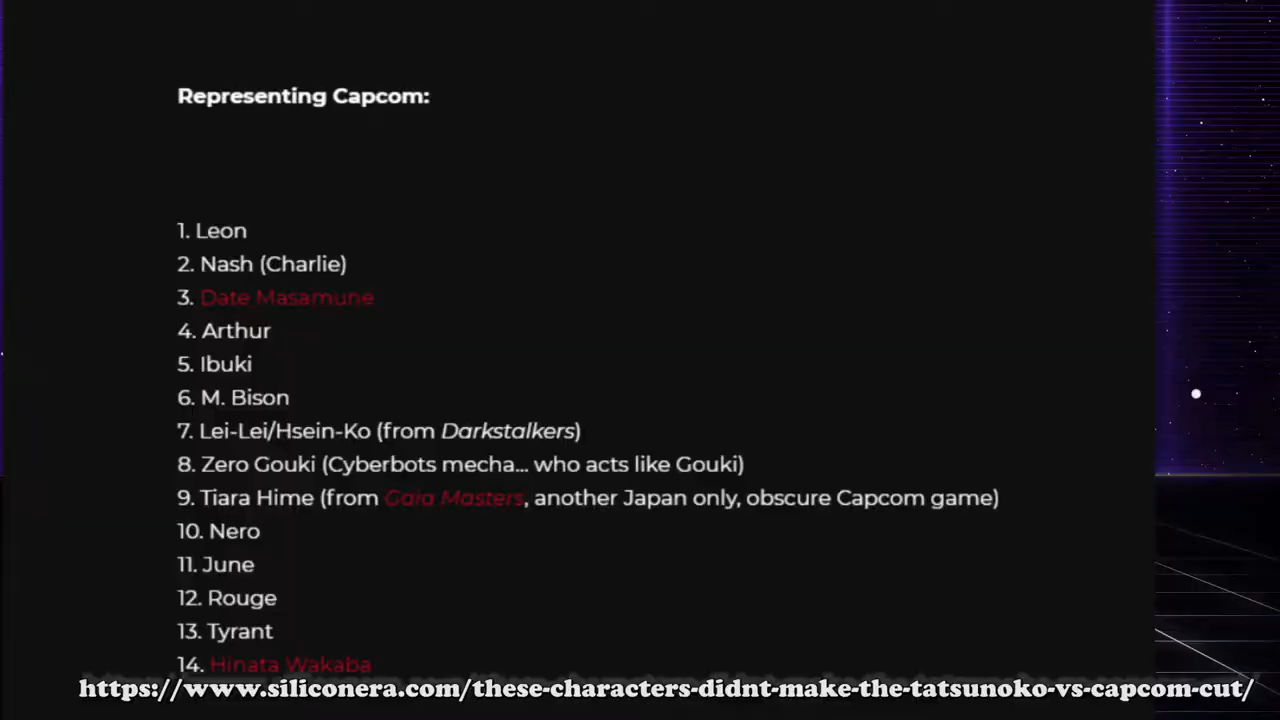 Representing Capcom:
1. Leon
2. Nash (Charlie)
3. Date Masamune
4. Arthur
5. Ibuki
6. M. Bison
7. Lei-Lei/Hsein-Ko (from Darkstalkers)
8. Zero Gouki (Cyberbots mecha... who acts like Gouki)
9. Tiara Hime (from Gaia Masters, another Japan only, obscure Capcom game)
10. Nero
11. June
12. Rouge
13. Tyrant
14. Hinata Wakaba
https://www.siliconera.com/these-characters-didnt-make-the-tatsunoko-vs-capcom-cut/